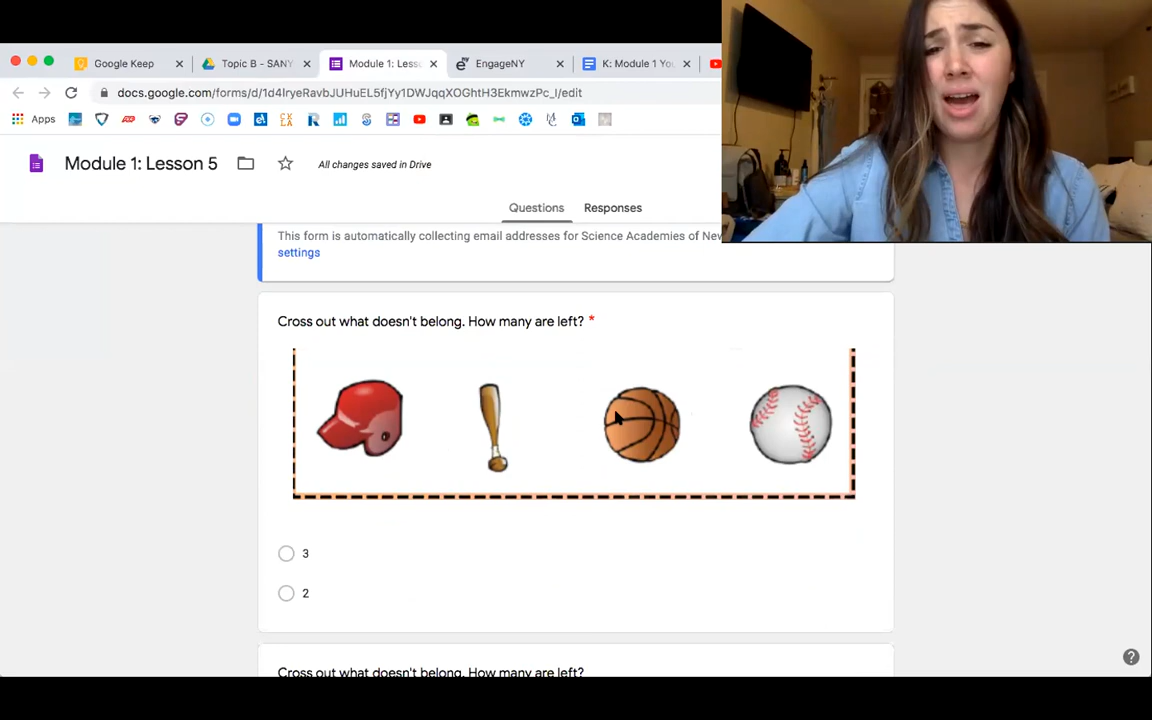 Google Keep
Topic B - SANY
Module 1: Less
EngageNY
K: Module 1 You
docs.google.com/forms/d/1d4IryeRavbJUHuEL5fjYy1DWJqqXOGhtH3EkmwzPc_I/edit
Apps
Module 1: Lesson 5
All changes saved in Drive
Questions
Responses
This form is automatically collecting email addresses for Science Academies of New
settings
Cross out what doesn't belong. How many are left? *
3
2
Cross out what doesn't belong. How many are left?